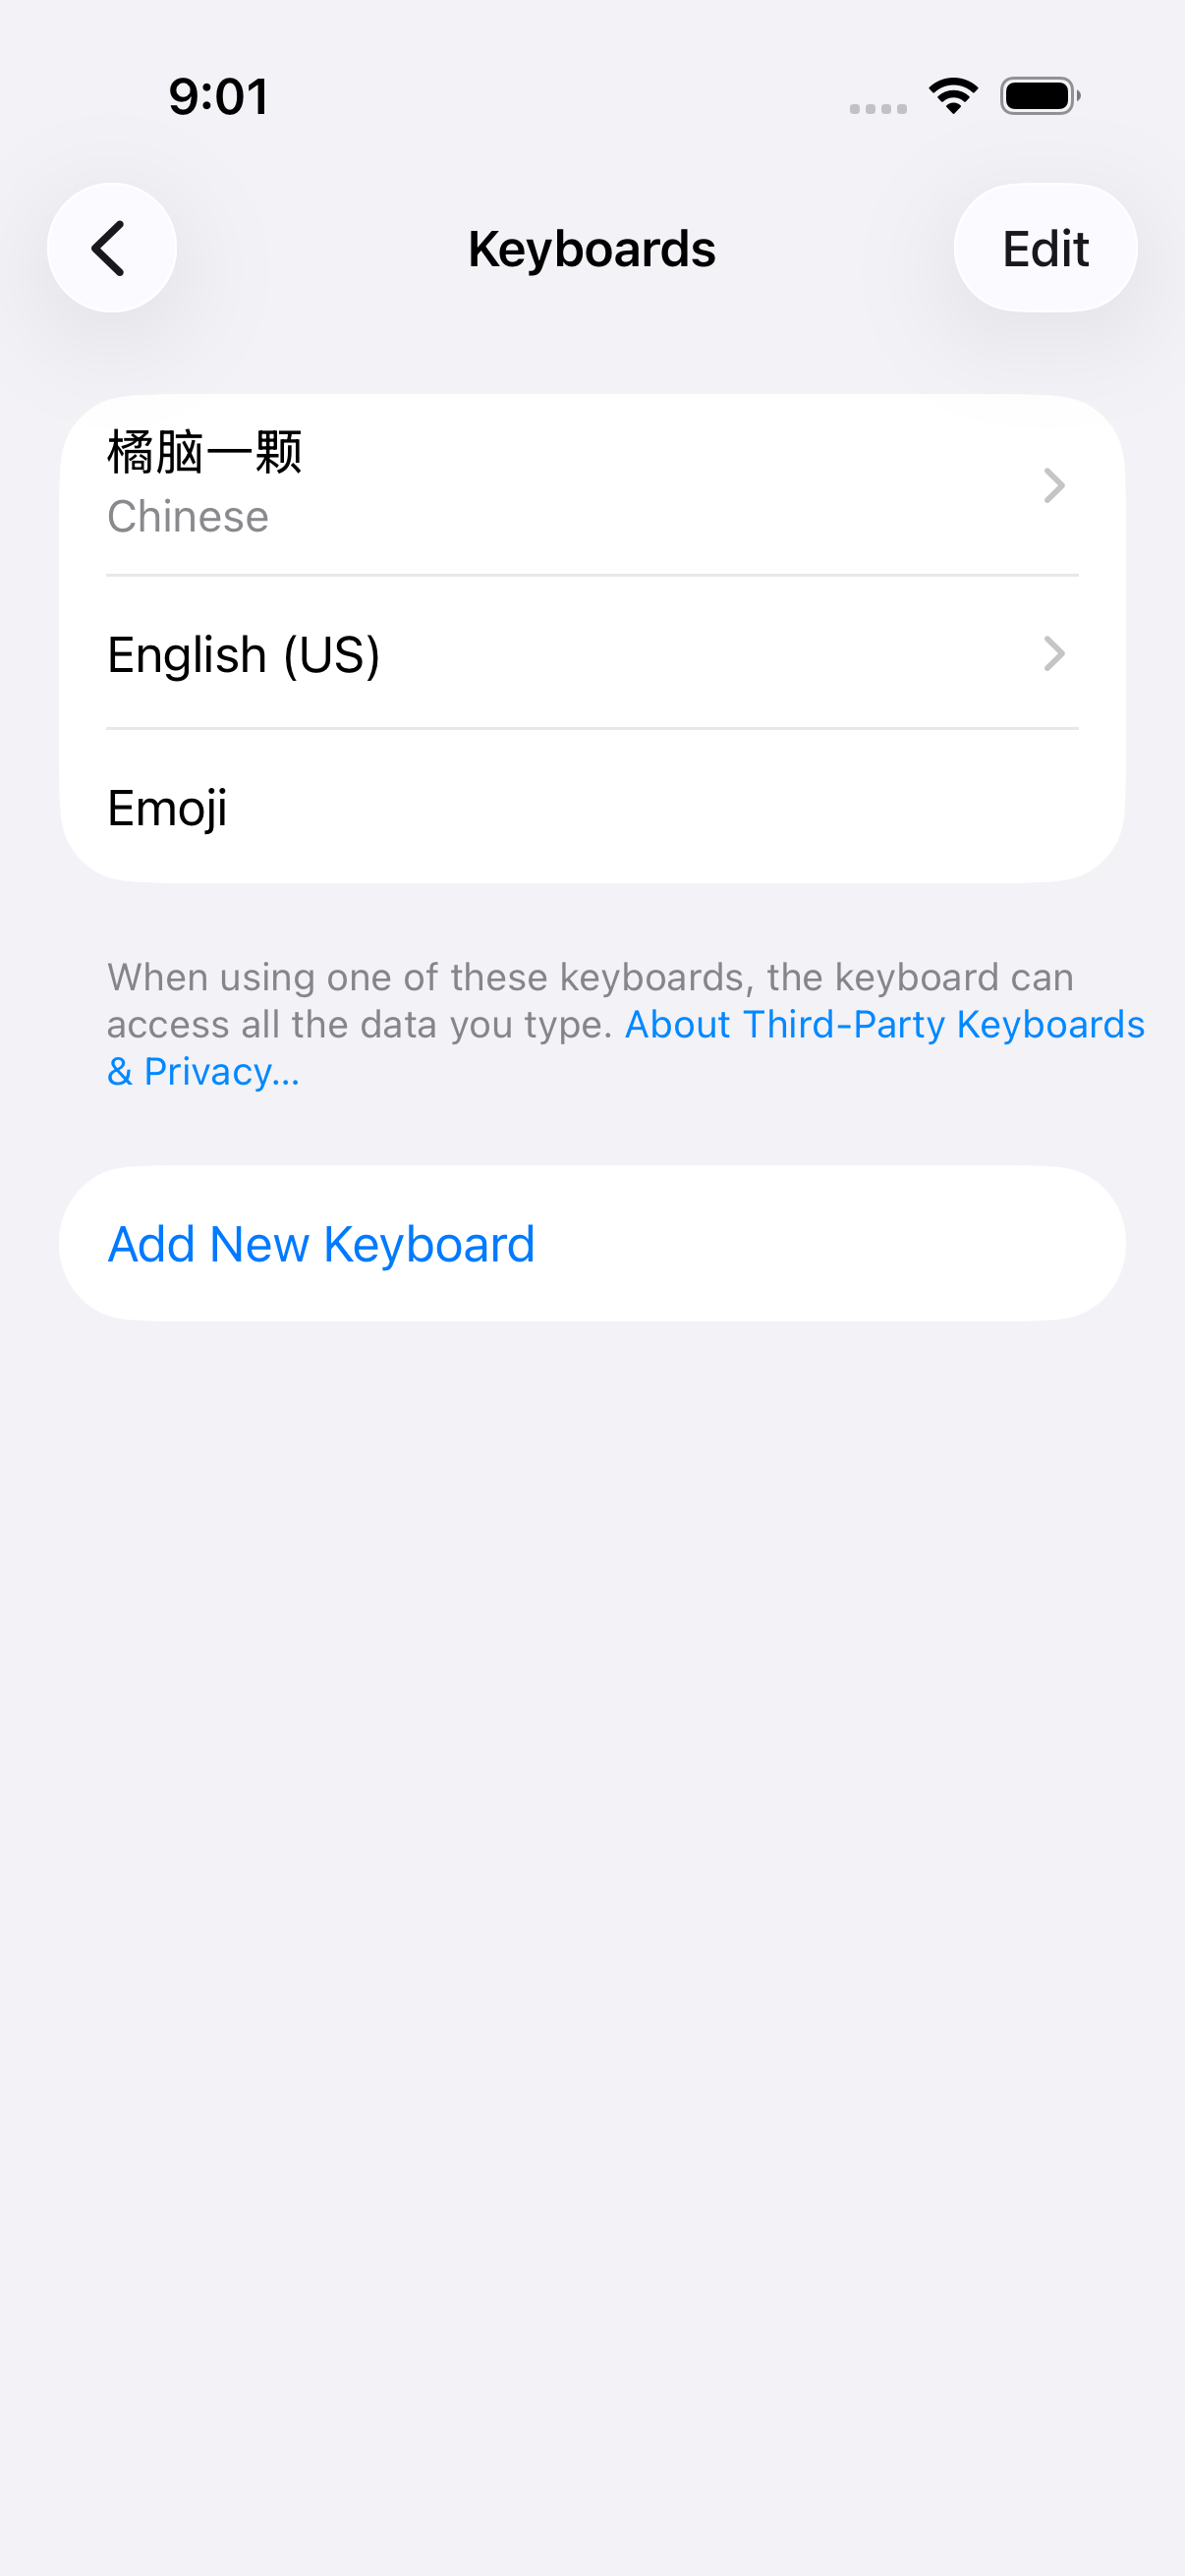 9:01
Keyboards
Edit
橘脑一颗
Chinese
English (US)
Emoji
When using one of these keyboards, the keyboard can
access all the data you type. About Third-Party Keyboards
& Privacy...
Add New Keyboard